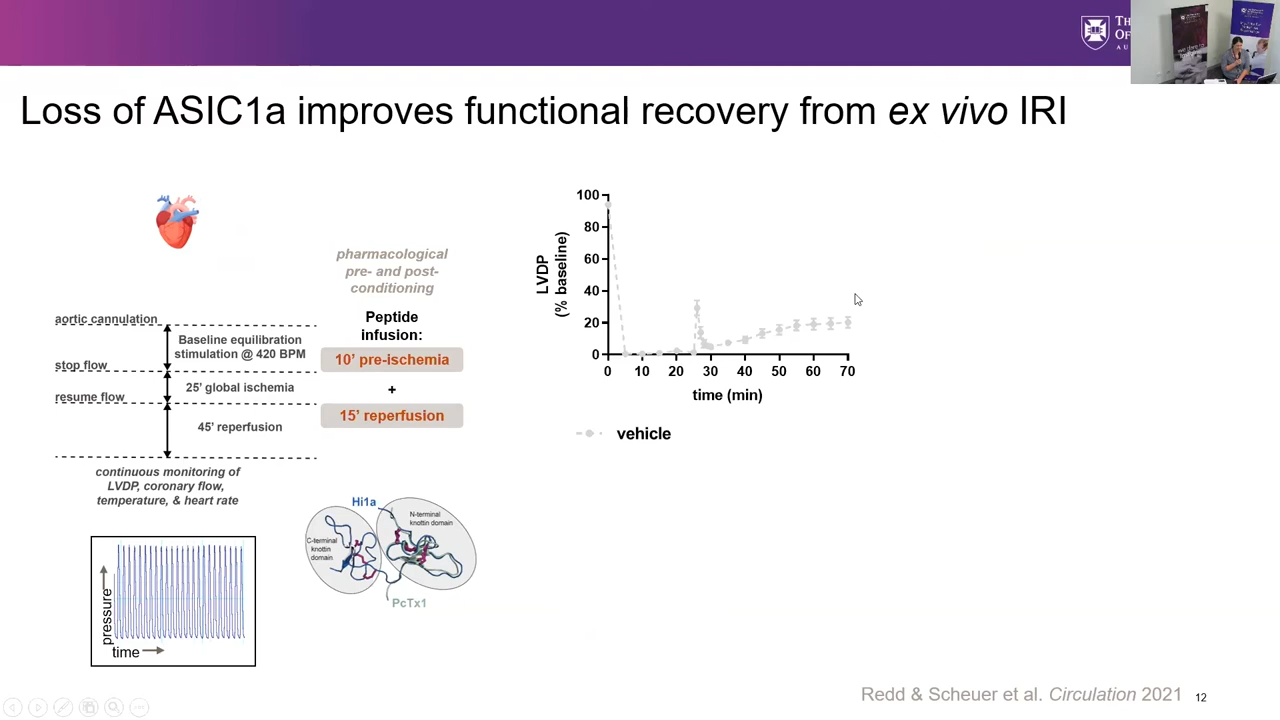 TH
OF
AU
Loss of ASIC1a improves functional recovery from ex vivo IRI
pharmacological
pre- and post-
conditioning
Peptide
infusion:
10’ pre-ischemia
+
15’ reperfusion
aortic cannulation
Baseline equilibration
stimulation @ 420 BPM
stop flow
25’ global ischemia
resume flow
45’ reperfusion
continuous monitoring of
LVDP, coronary flow,
temperature, & heart rate
pressure
time
Hi1a
N-terminal
knottin domain
C-terminal
knottin
domain
PcTx1
LVDP
(% baseline)
100
80
60
40
20
0
0 10 20 30 40 50 60 70
time (min)
vehicle
Redd & Scheuer et al. Circulation 2021
12